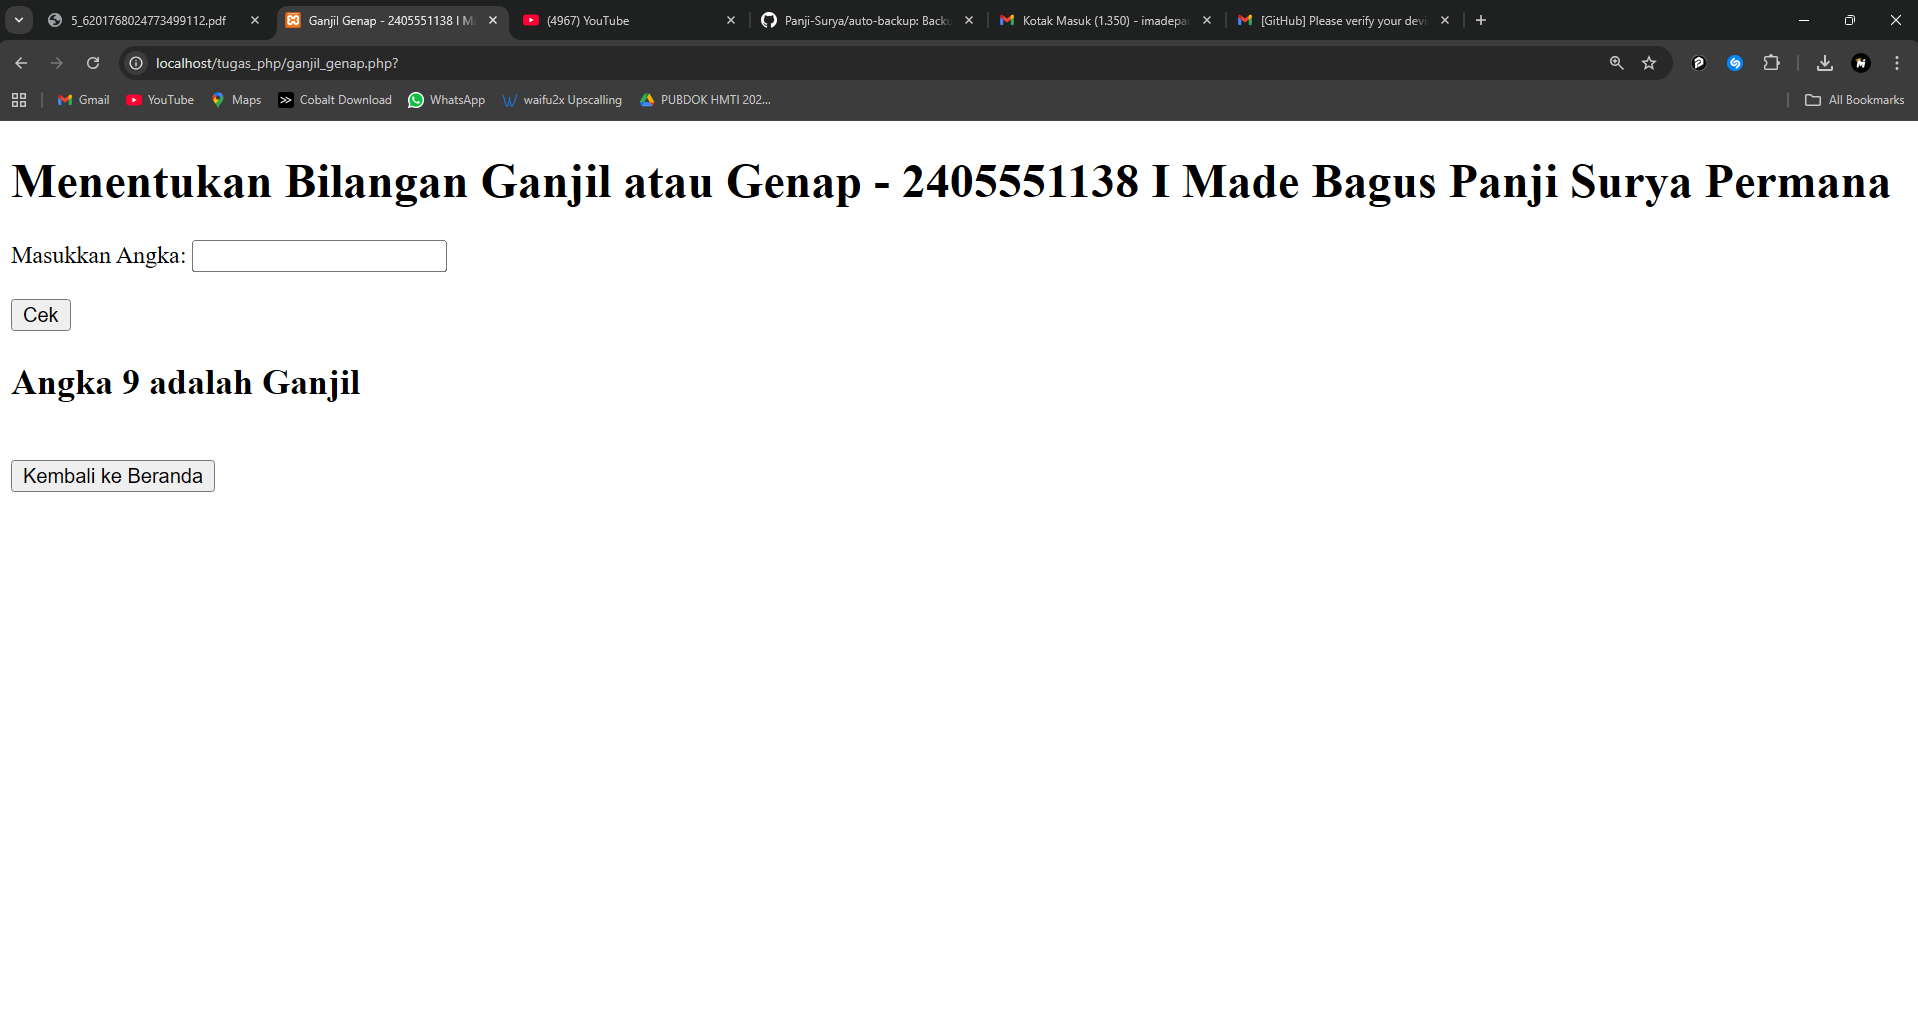 5_6201768024773499112.pdf
Ganjil Genap - 2405551138 I M
(4967) YouTube
Panji-Surya/auto-backup: Backu
Kotak Masuk (1.350) - imadepa
[GitHub] Please verify your devi
localhost/tugas_php/ganjil_genap.php?
Gmail
YouTube
Maps
Cobalt Download
WhatsApp
waifu2x Upscalling
PUBDOK HMTI 202...
All Bookmarks
Menentukan Bilangan Ganjil atau Genap - 2405551138 I Made Bagus Panji Surya Permana
Masukkan Angka:
Cek
Angka 9 adalah Ganjil
Kembali ke Beranda